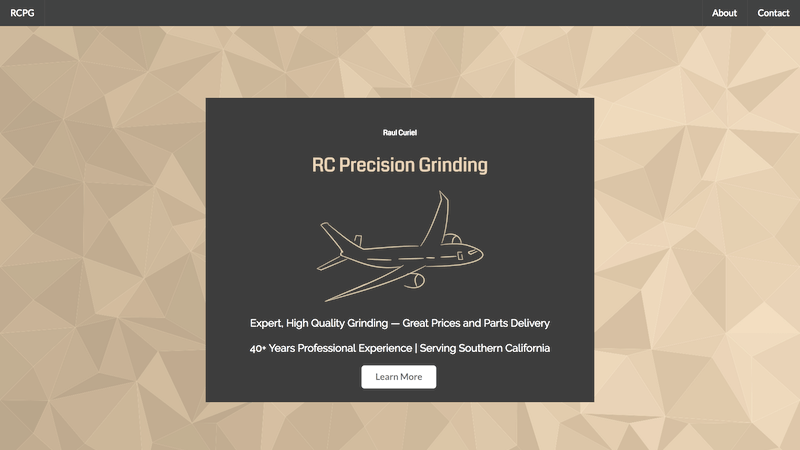 RCPG
About
Contact
Raul Curiel
RC Precision Grinding
Expert, High Quality Grinding — Great Prices and Parts Delivery
40+ Years Professional Experience | Serving Southern California
Learn More